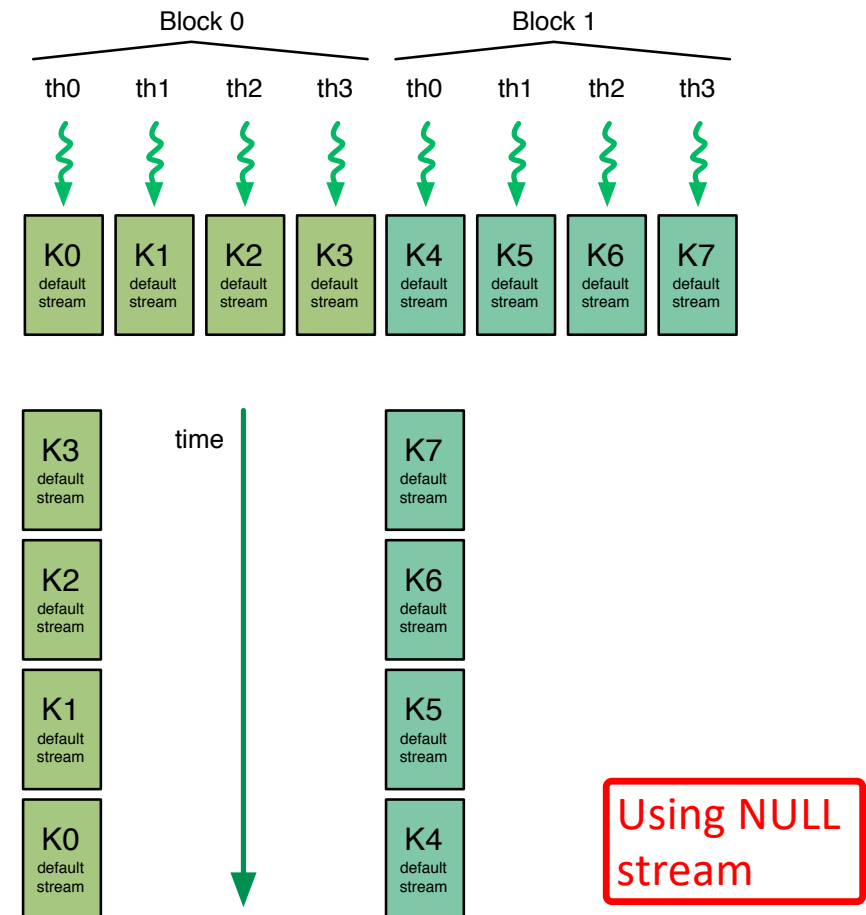 Block 0 Block 1
th0 th1 th2 th3 th0 th1 th2 th3
K0 K1 K2 K3 K4 K5 K6 K7
default default default default default default default default
stream stream stream stream stream stream stream stream
time
K3 K7
default default
stream stream
K2 K6
default default
stream stream
K1 K5
default default
stream stream
K0 K4
default default
stream stream
Using NULL
stream